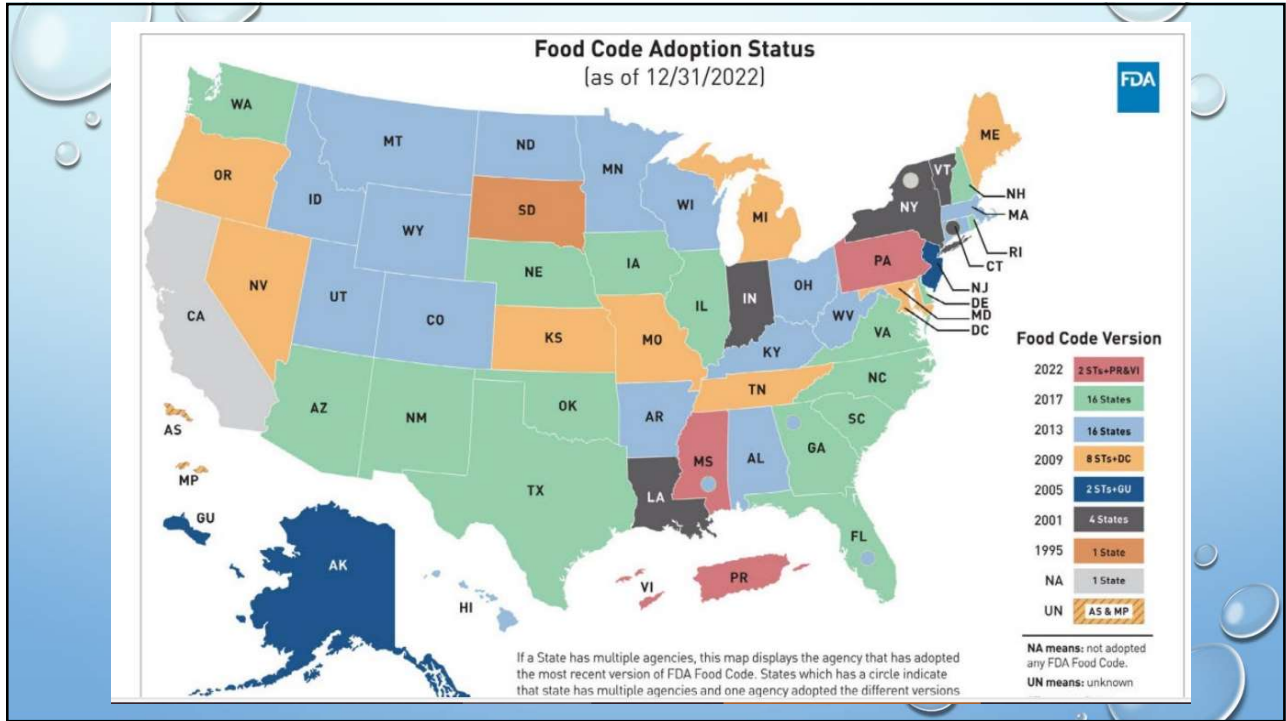 Food Code Adoption Status
(as of 12/31/2022)
FDA
WA
MT
ND
MN
ME
OR
ID
SD
WI
MI
VT
NH
NY
MA
WY
RI
CT
PA
NJ
NE
IA
DE
NV
UT
CO
IL
IN
OH
WV
MD
DC
CA
KS
MO
KY
VA
TN
NC
AZ
NM
OK
AR
SC
AS
MS
AL
GA
MP
TX
LA
GU
FL
AK
HI
VI
PR
Food Code Version
2022 2 STs+PR&VI
2017 16 States
2013 16 States
2009 8 STs+DC
2005 2 STs+GU
2001 4 States
1995 1 State
NA 1 State
UN AS & MP
NA means: not adopted
any FDA Food Code.
UN means: unknown
If a State has multiple agencies, this map displays the agency that has adopted
the most recent version of FDA Food Code. States which has a circle indicate
that state has multiple agencies and one agency adopted the different versions